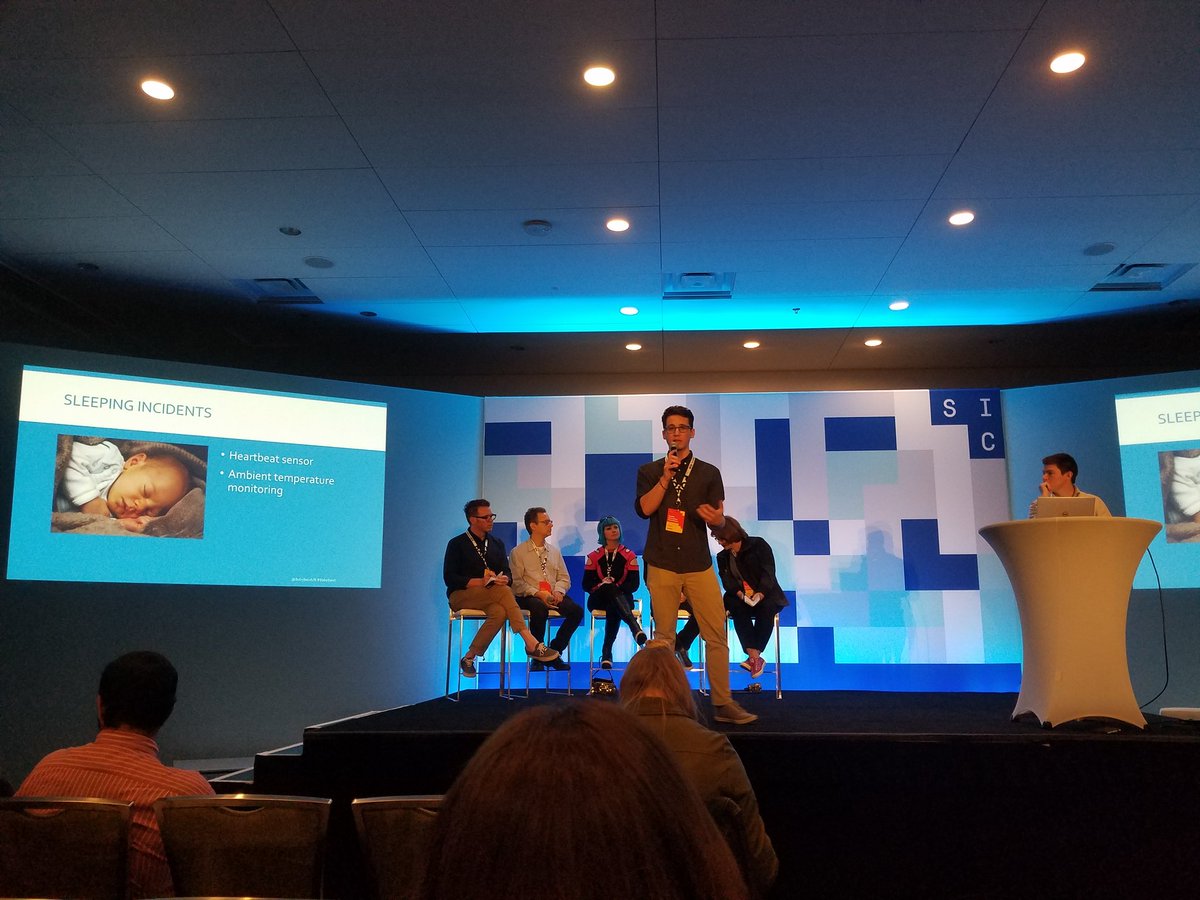 SLEEPING INCIDENTS
• Heartbeat sensor
• Ambient temperature
monitoring
S I
C
SLEEP